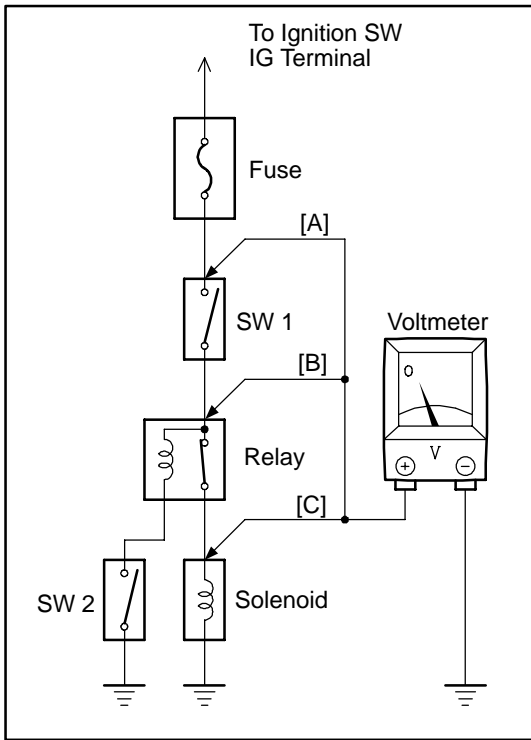 To Ignition SW
IG Terminal
Fuse
[A]
SW 1
Voltmeter
0
[B]
V
+
−
Relay
[C]
SW 2
Solenoid